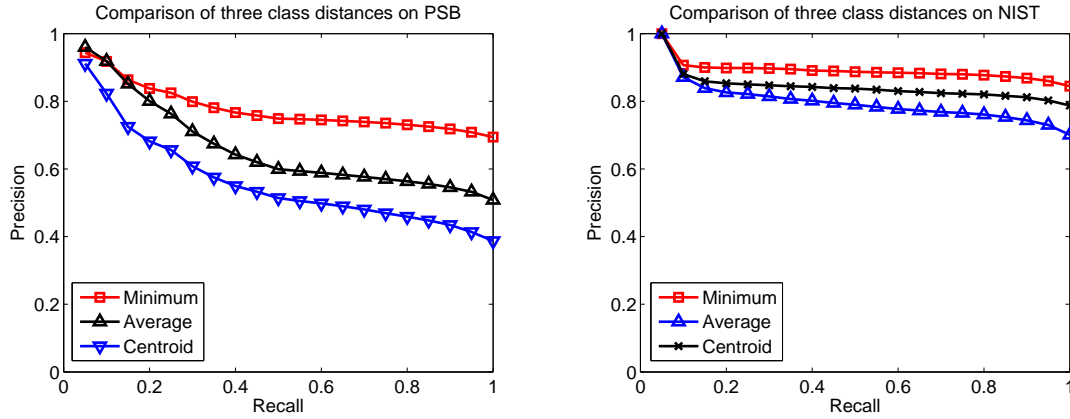 Comparison of three class distances on PSB
1
0.8
0.6
0.4
0.2
0
Precision
Minimum
Average
Centroid
0 0.2 0.4 0.6 0.8 1
Recall
Comparison of three class distances on NIST
1
0.8
0.6
0.4
0.2
0
Precision
Minimum
Average
Centroid
0 0.2 0.4 0.6 0.8 1
Recall